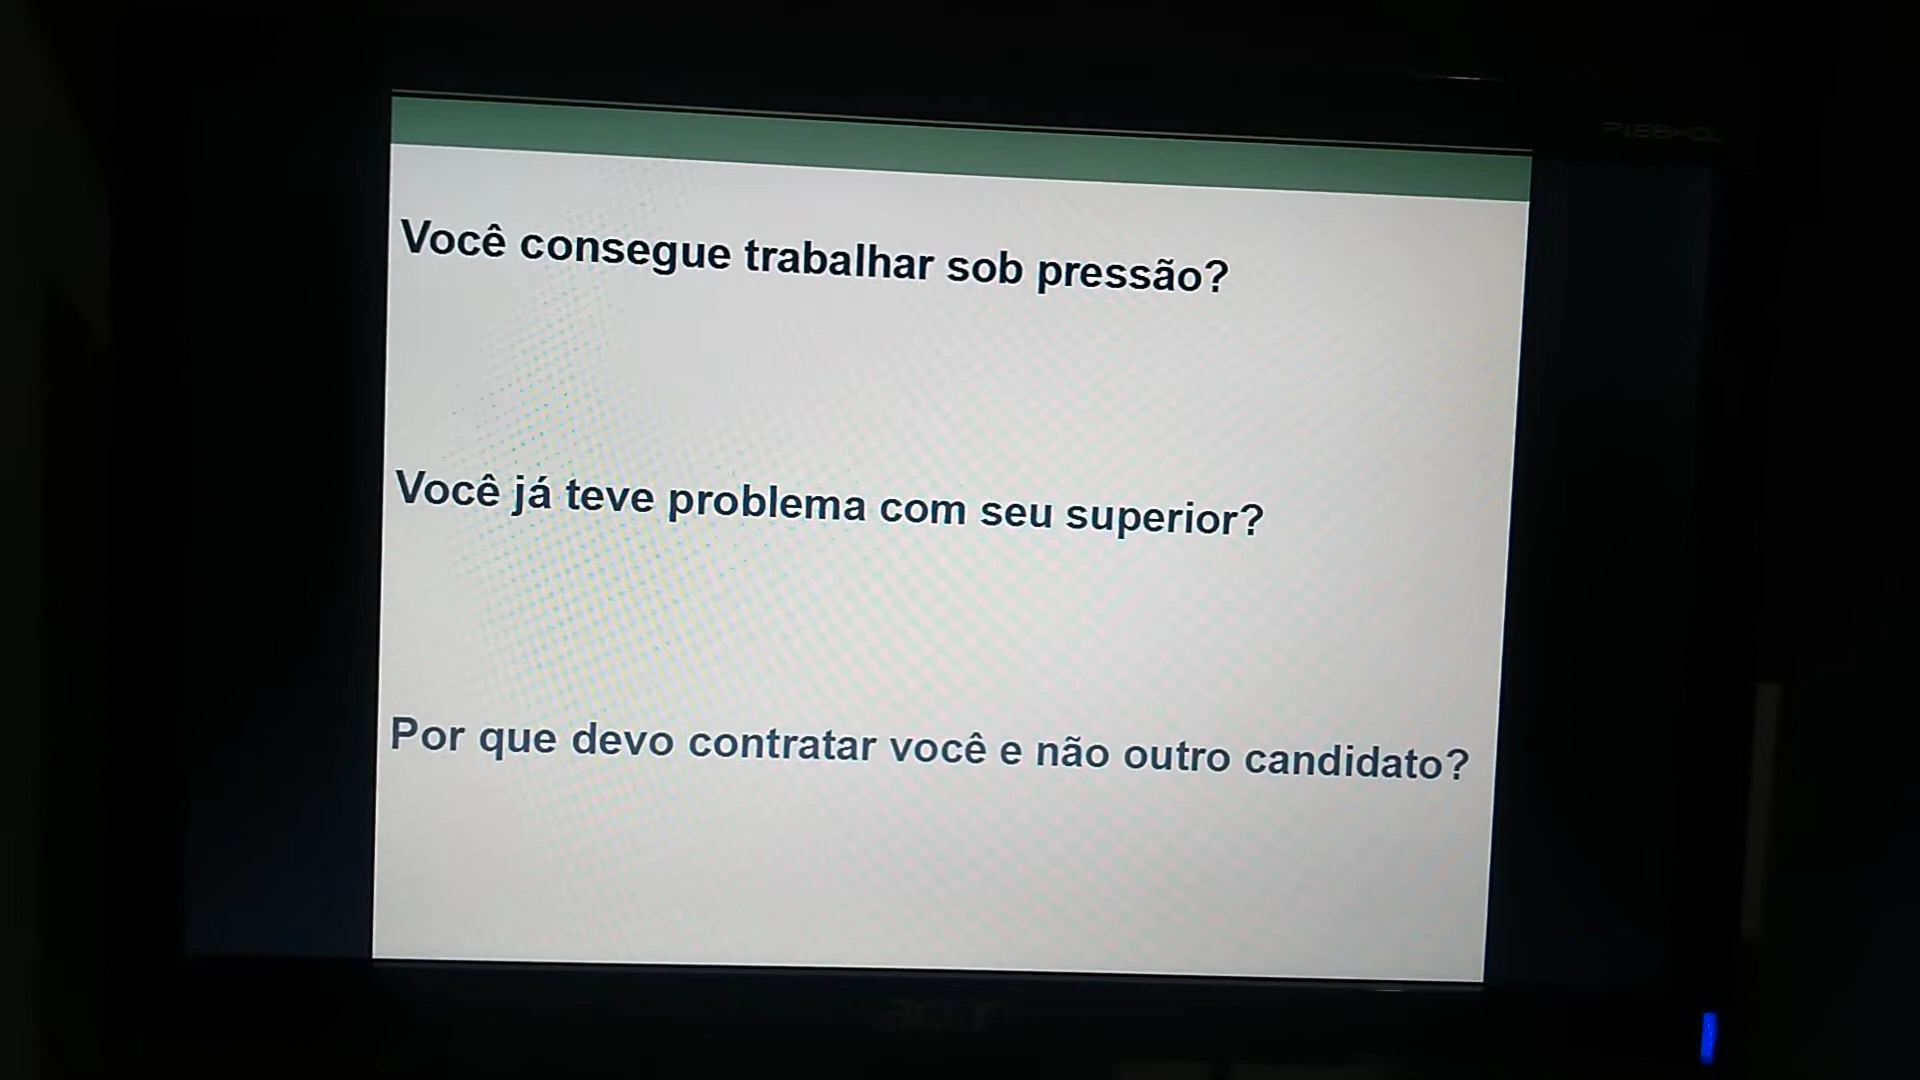 Você consegue trabalhar sob pressão?
Você já teve problema com seu superior?
Por que devo contratar você e não outro candidato?
acer